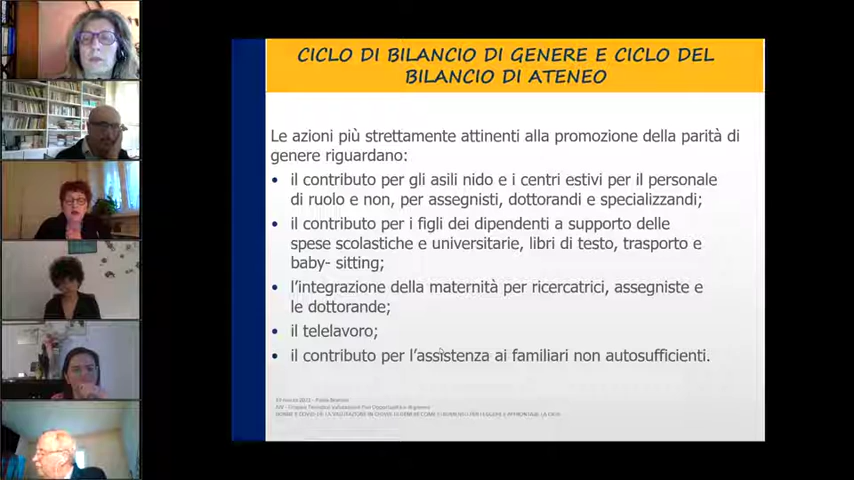 CICLO DI BILANCIO DI GENERE E CICLO DEL
BILANCIO DI ATENEO
Le azioni più strettamente attinenti alla promozione della parità di
genere riguardano:
• il contributo per gli asili nido e i centri estivi per il personale
di ruolo e non, per assegnisti, dottorandi e specializzandi;
• il contributo per i figli dei dipendenti a supporto delle
spese scolastiche e universitarie, libri di testo, trasporto e
baby- sitting;
• l'integrazione della maternità per ricercatrici, assegniste e
le dottorande;
• il telelavoro;
• il contributo per l'assistenza ai familiari non autosufficienti.